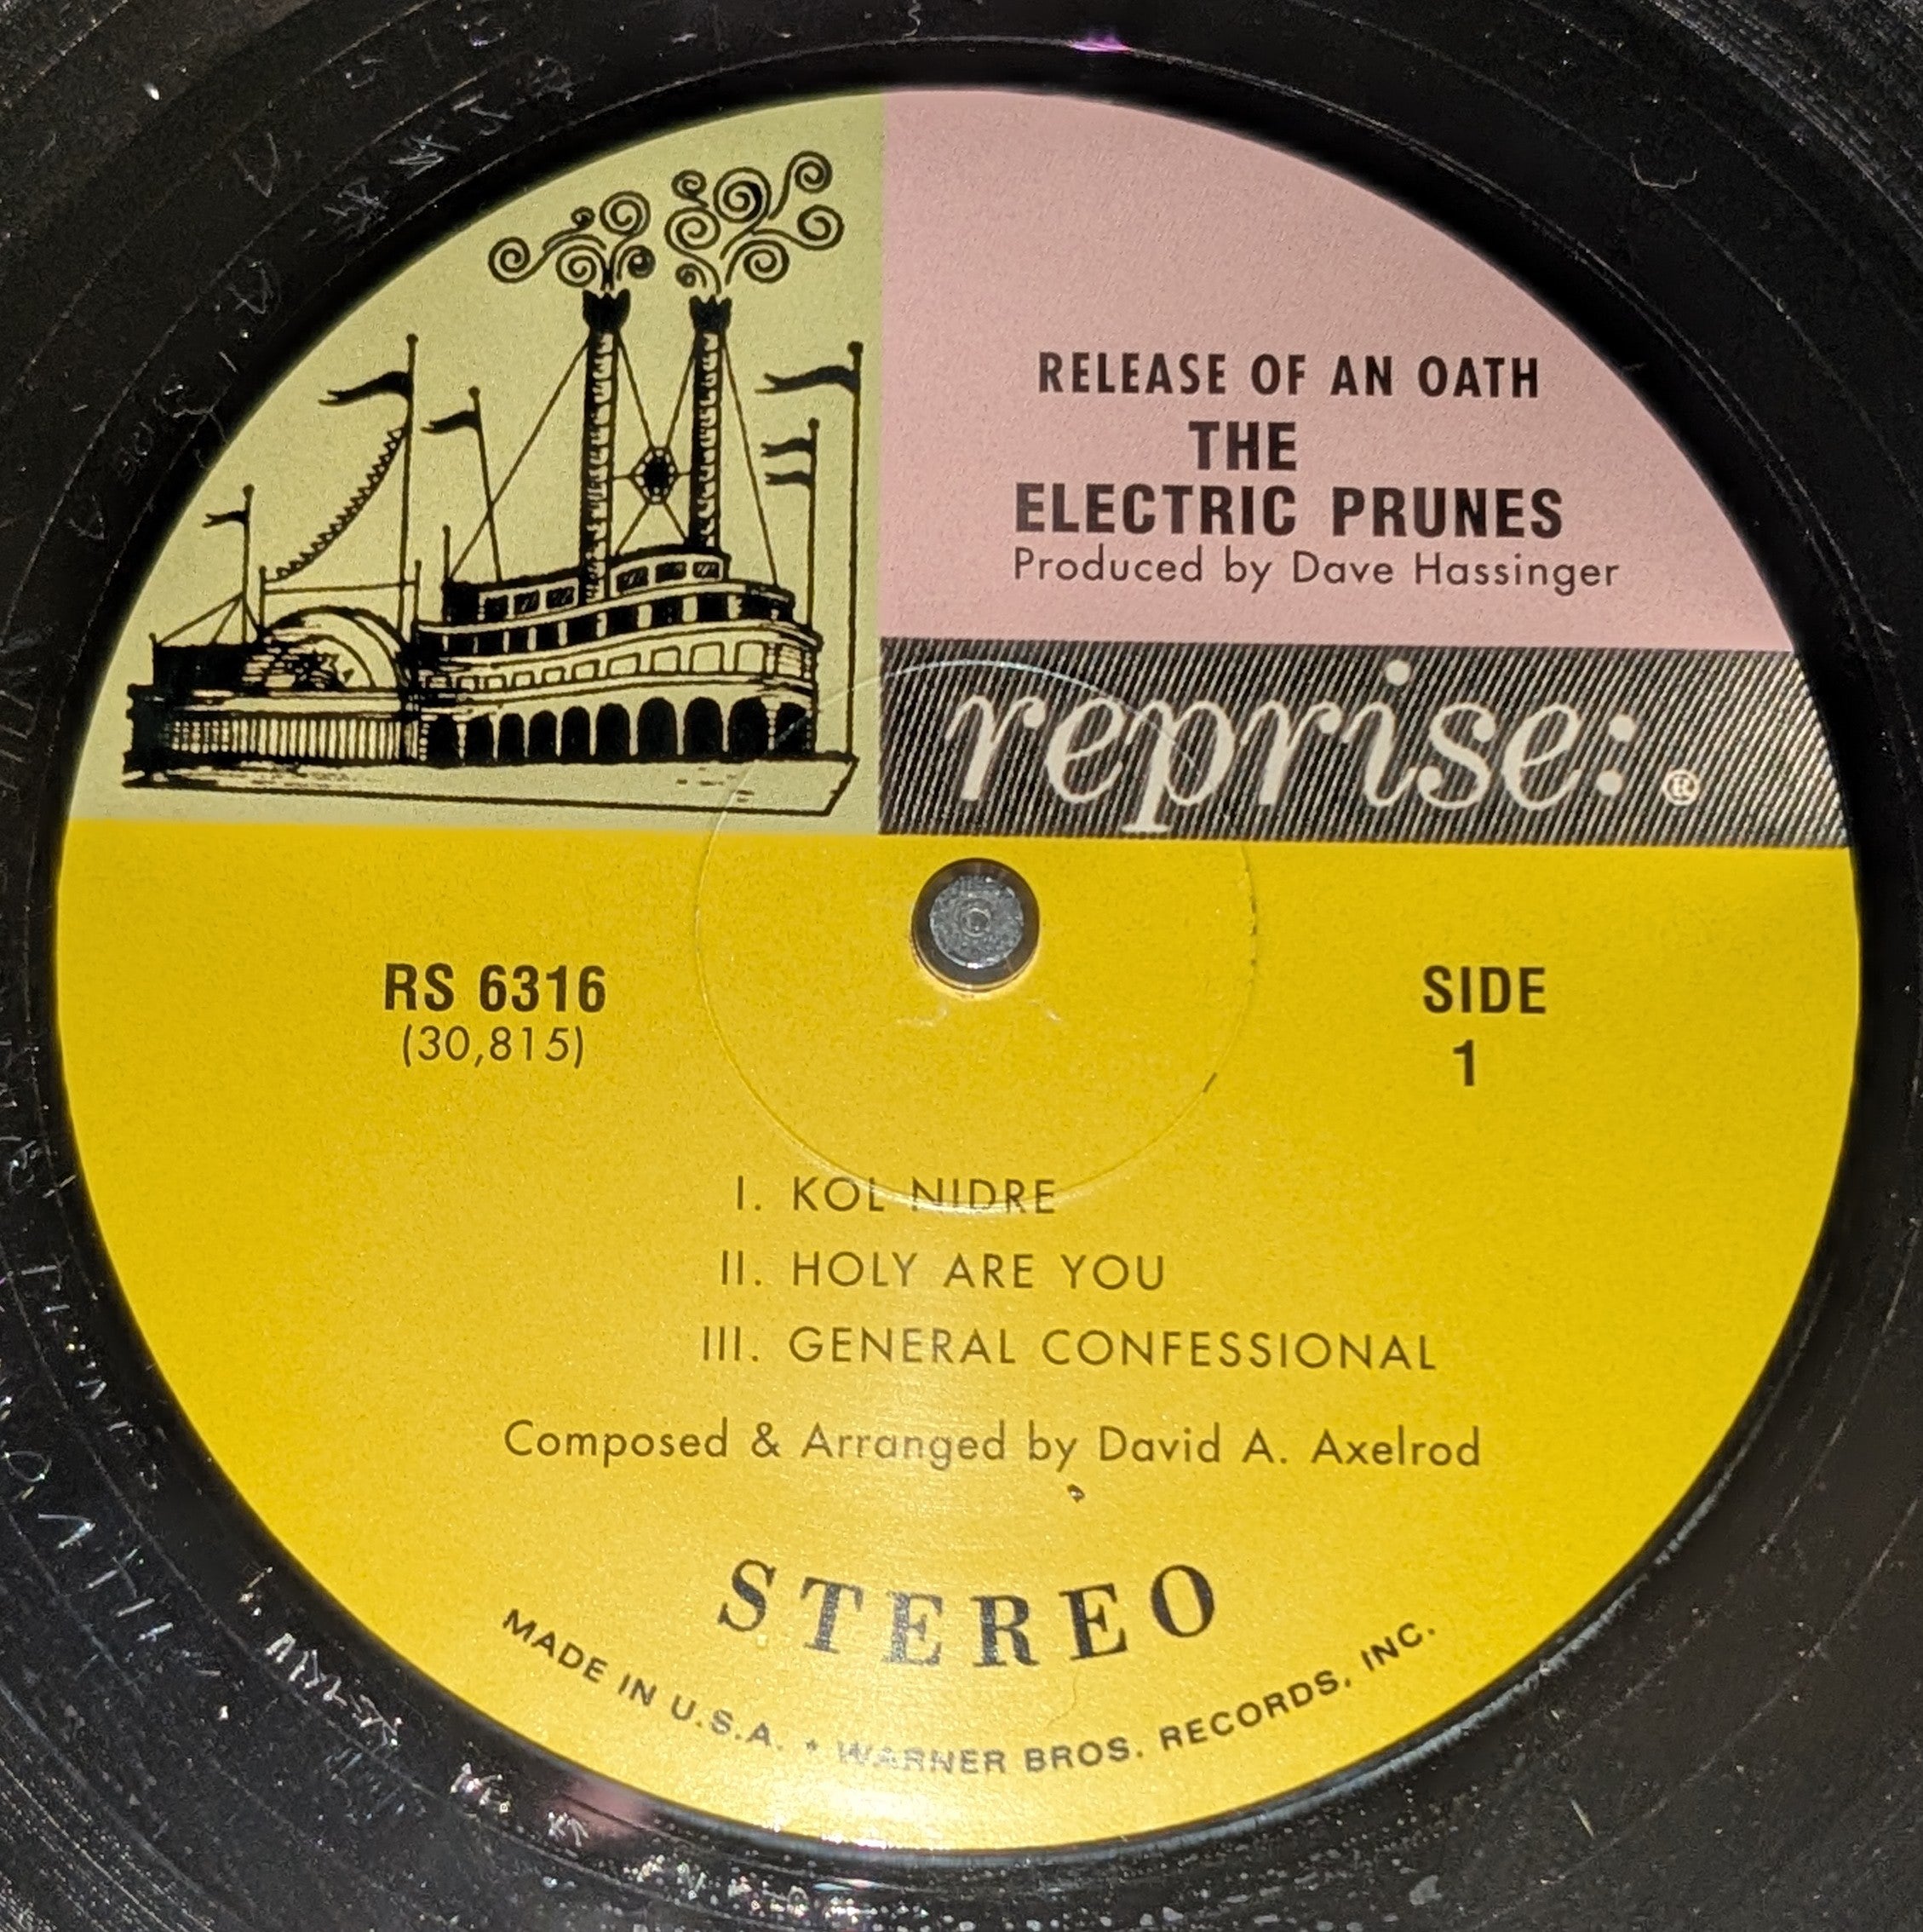 RELEASE OF AN OATH
THE
ELECTRIC PRUNES
Produced by Dave Hassinger
reprise: ®
RS 6316
(30,815)
SIDE
1
I. KOL NIDRE
II. HOLY ARE YOU
III. GENERAL CONFESSIONAL
Composed & Arranged by David A. Axelrod
STEREO
MADE IN U.S.A. • WARNER BROS. RECORDS, INC.